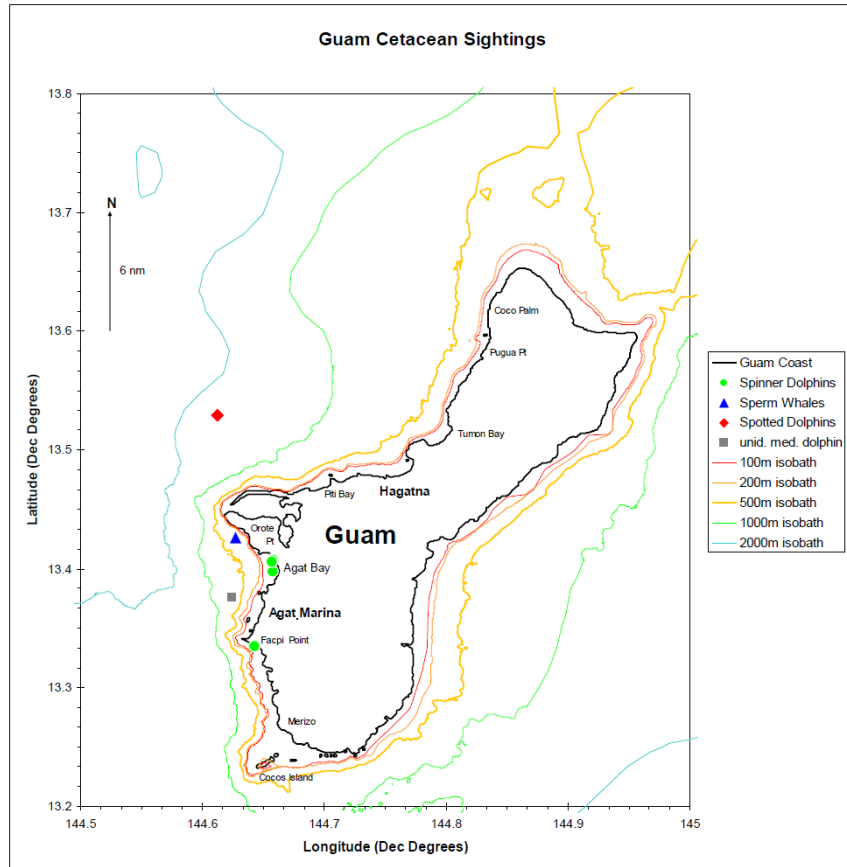 Guam Cetacean Sightings
13.8
13.7
N
6 nm
Coco Palm
13.6
Pugua Pt
Guam Coast
Spinner Dolphins
Sperm Whales
Spotted Dolphins
unid. med. dolphin
100m isobath
200m isobath
500m isobath
1000m isobath
2000m isobath
Latitude (Dec Degrees)
13.5
Tumon Bay
Hagatna
Piti Bay
Orote
Pt
Guam
13.4
Agat Bay
Agat Marina
Facpi Point
13.3
Merizo
Cocos Island
13.2
144.5
144.6
144.7
144.8
144.9
145
Longitude (Dec Degrees)